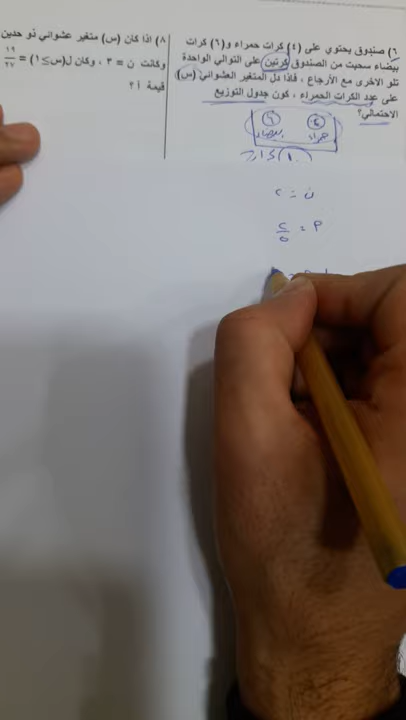 ٦) صندوق يحتوي على (٤) كرات حمراء و(٦) كرات
بيضاء سحبت من الصندوق كرتين على التوالي الواحدة
تلو الاخرى مع الأرجاع ، فاذا دل المتغير العشوائي (س)
على عدد الكرات الحمراء ، كون جدول التوزيع
الاحتمالي؟
٤
٦
حمراء
بيضاء
١٠
ن = ٢
٢/٥ = P
٨) اذا كان (س) متغير عشوائي ذو حدين
وكانت ن = ٣ ، وكان ل(س≥١) = ١٩/٢٧
قيمة أ ؟